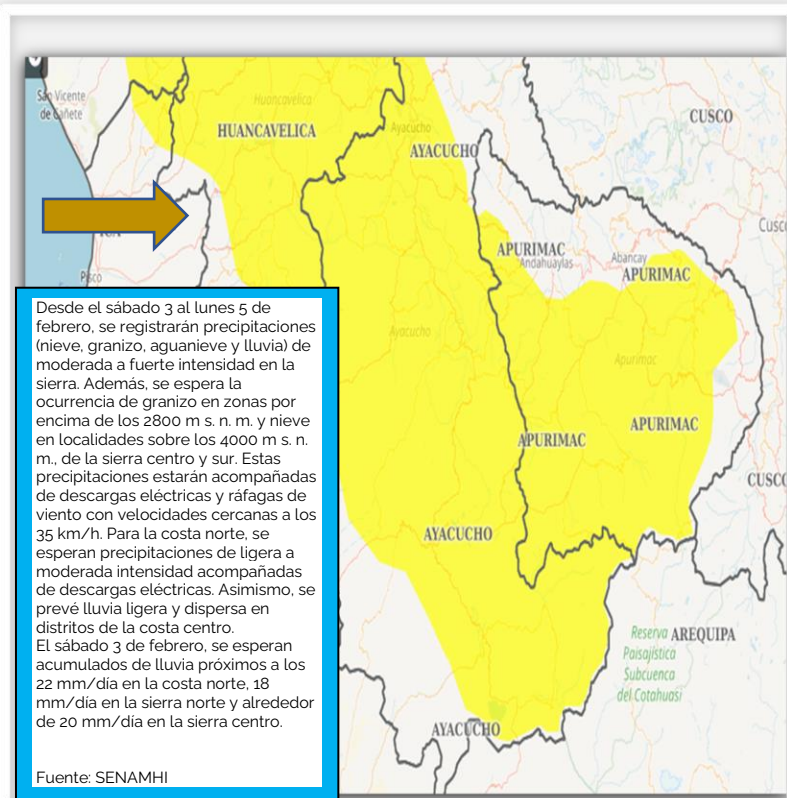 San Vicente
de Cañete
Huancavelica
HUANCAVELICA
Ayacucho
AYACUCHO
CUSCO
Cusco
ICA
Pisco
APURIMAC
Andahuaylas
Abancay
APURIMAC
Ayacucho
Apurimac
APURIMAC
APURIMAC
CUSCO
AYACUCHO
Reserva
Paisajística
Subcuenca
del Cotahuasi
AREQUIPA
AYACUCHO
Desde el sábado 3 al lunes 5 de
febrero, se registrarán precipitaciones
(nieve, granizo, aguanieve y lluvia) de
moderada a fuerte intensidad en la
sierra. Además, se espera la
ocurrencia de granizo en zonas por
encima de los 2800 m s. n. m. y nieve
en localidades sobre los 4000 m s. n.
m., de la sierra centro y sur. Estas
precipitaciones estarán acompañadas
de descargas eléctricas y ráfagas de
viento con velocidades cercanas a los
35 km/h. Para la costa norte, se
esperan precipitaciones de ligera a
moderada intensidad acompañadas
de descargas eléctricas. Asimismo, se
prevé lluvia ligera y dispersa en
distritos de la costa centro.
El sábado 3 de febrero, se esperan
acumulados de lluvia próximos a los
22 mm/día en la costa norte, 18
mm/día en la sierra norte y alrededor
de 20 mm/día en la sierra centro.
Fuente: SENAMHI